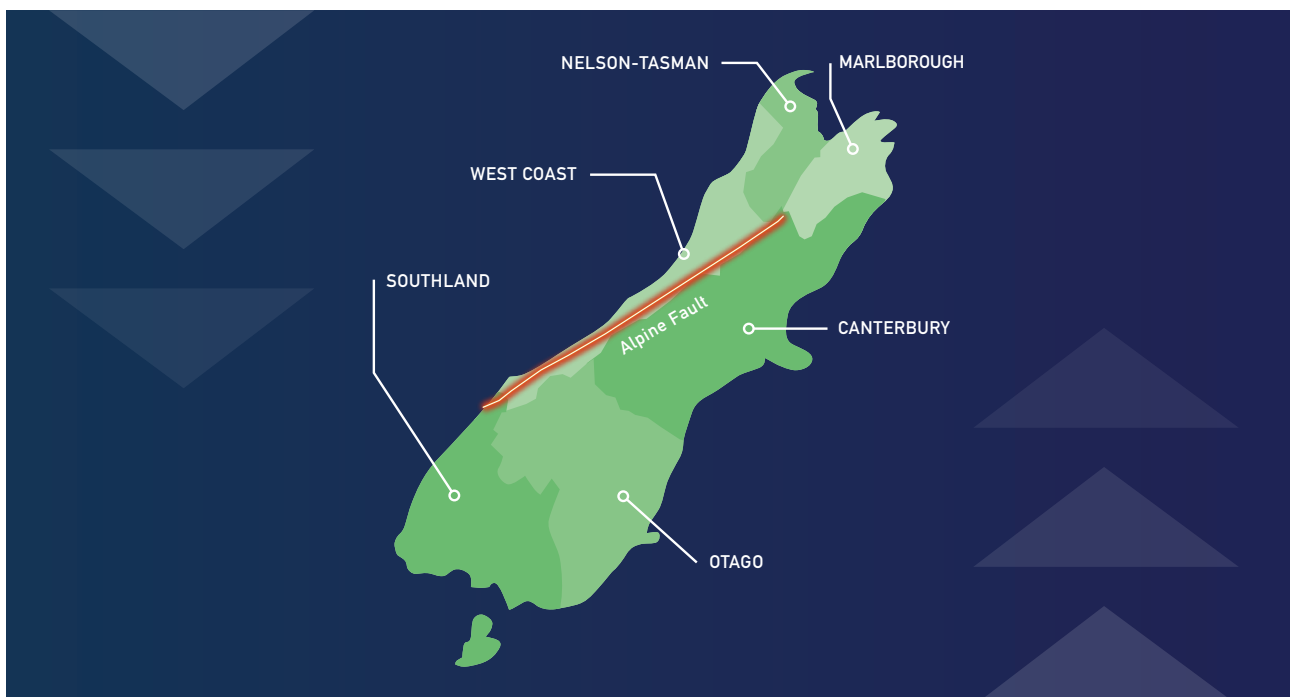 NELSON-TASMAN
MARLBOROUGH
WEST COAST
SOUTHLAND
Alpine Fault
CANTERBURY
OTAGO